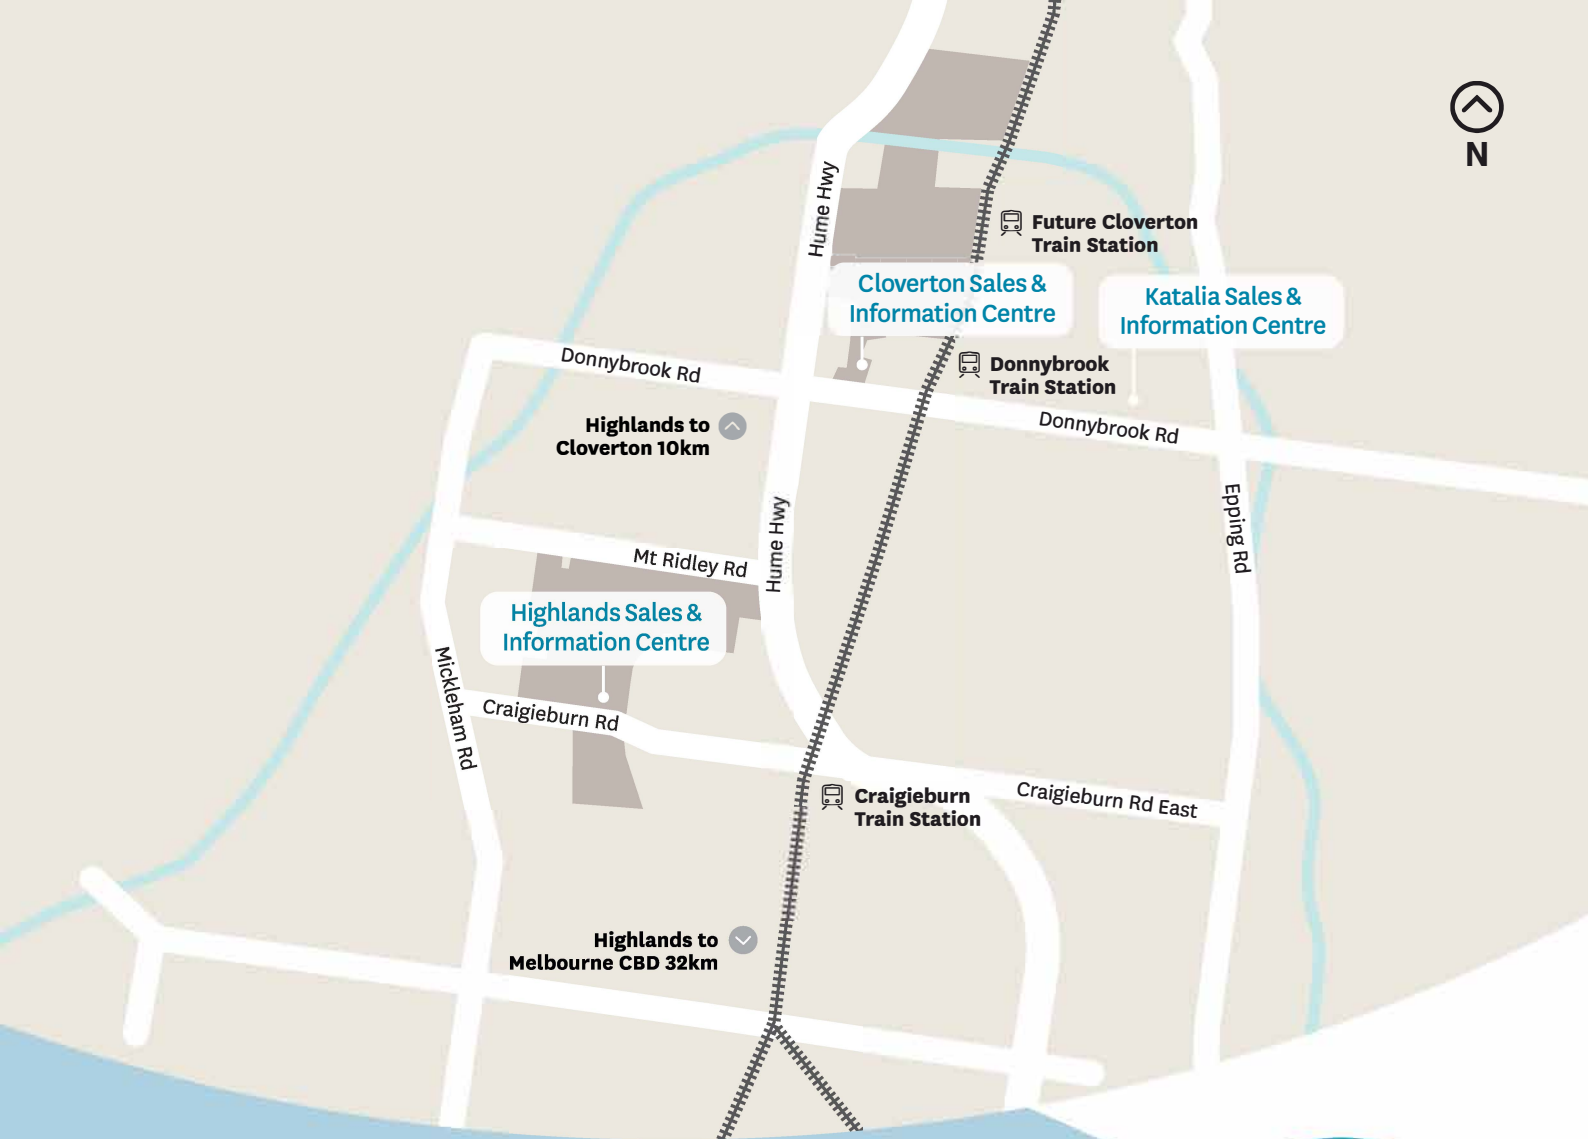 N
Hume Hwy
Future Cloverton
Train Station
Cloverton Sales &
Information Centre
Katalia Sales &
Information Centre
Donnybrook Rd
Donnybrook
Train Station
Highlands to
Cloverton 10km
Donnybrook Rd
Epping Rd
Hume Hwy
Mt Ridley Rd
Highlands Sales &
Information Centre
Mickleham Rd
Craigieburn Rd
Craigieburn
Train Station
Craigieburn Rd East
Highlands to
Melbourne CBD 32km